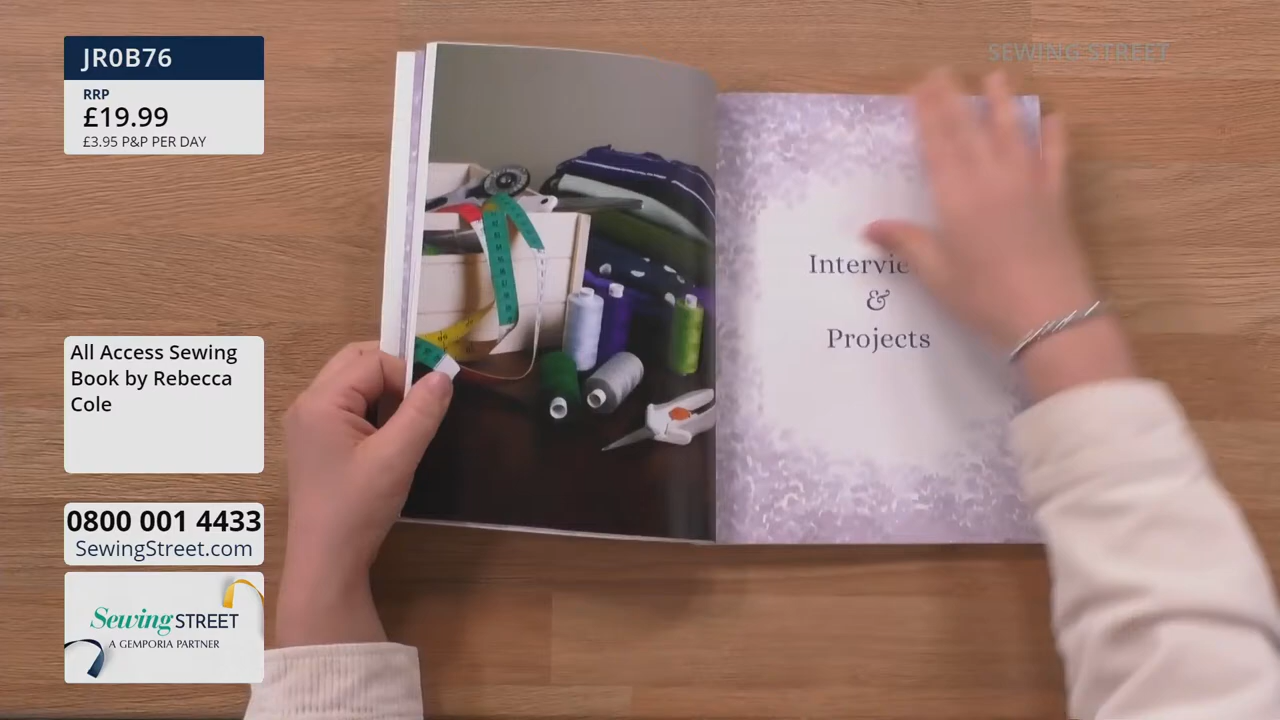 JR0B76
RRP
£19.99
£3.95 P&P PER DAY
SEWING STREET
Intervie
&
Projects
All Access Sewing
Book by Rebecca
Cole
0800 001 4433
SewingStreet.com
Sewing STREET
A GEMPORIA PARTNER